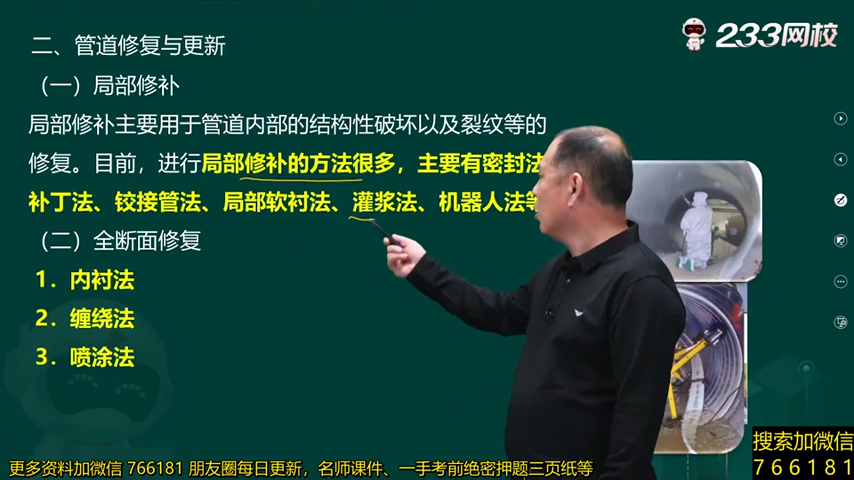 二、管道修复与更新
233网校
（一）局部修补
局部修补主要用于管道内部的结构性破坏以及裂纹等的
修复。目前，进行局部修补的方法很多，主要有密封法
补丁法、铰接管法、局部软衬法、灌浆法、机器人法等
（二）全断面修复
1．内衬法
2．缠绕法
3．喷涂法
搜索加微信
766181
更多资料加微信 766181 朋友圈每日更新，名师课件、一手考前绝密押题三页纸等